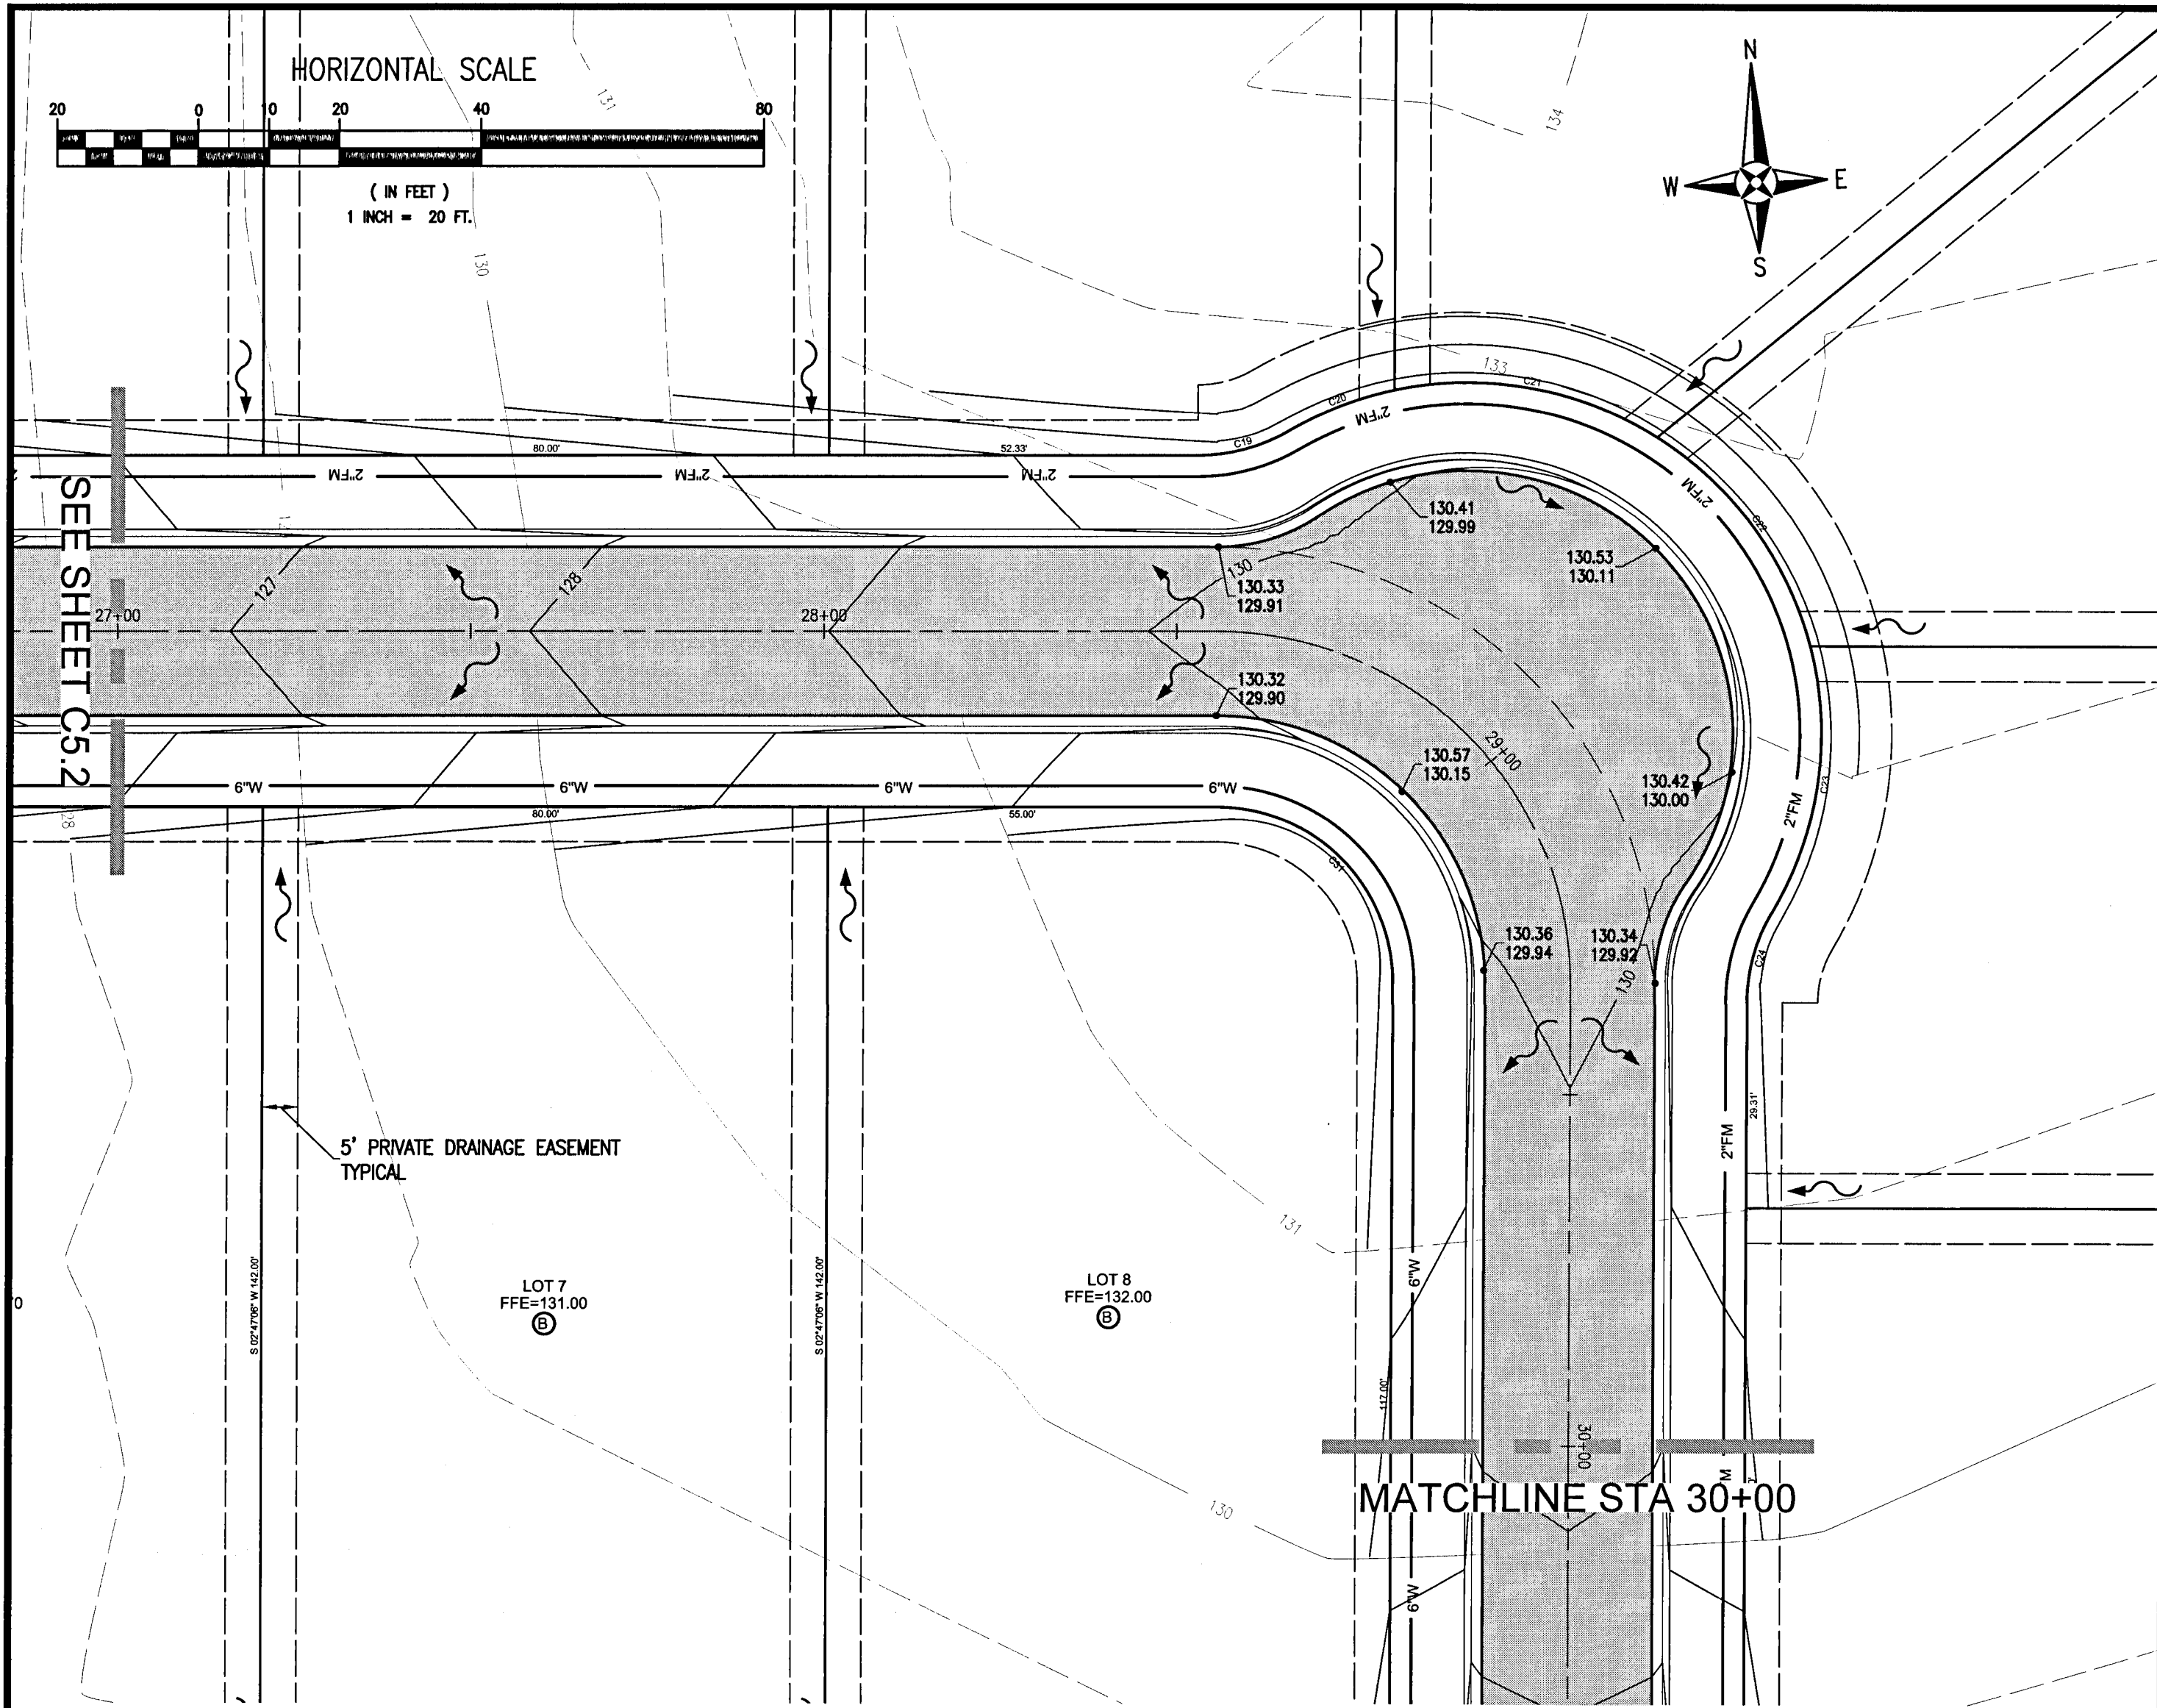 HORIZONTAL SCALE
20 0 10 20 40 80
( IN FEET )
1 INCH = 20 FT.
N
W E
S
131
134
130
133
C21
C20
C19
80.00'
52.33'
2"FM
2"FM
2"FM
2"FM
2"FM
C22
SEE SHEET C5.2
130.41
129.99
130.53
130.11
127
128
130
130.33
129.91
27+00
28+00
130.32
129.90
29+00
130.57
130.15
130.42
130.00
C23
2"FM
6"W
6"W
6"W
6"W
28
80.00'
55.00'
C31
130.36
129.94
130.34
129.92
130
C24
29.31'
2"FM
5' PRIVATE DRAINAGE EASEMENT
TYPICAL
131
S 02°47'06" W 142.00'
S 02°47'06" W 142.00'
LOT 7
FFE=131.00
B
LOT 8
FFE=132.00
B
6"W
117.00'
30+00
MATCHLINE STA 30+00
130
6"W